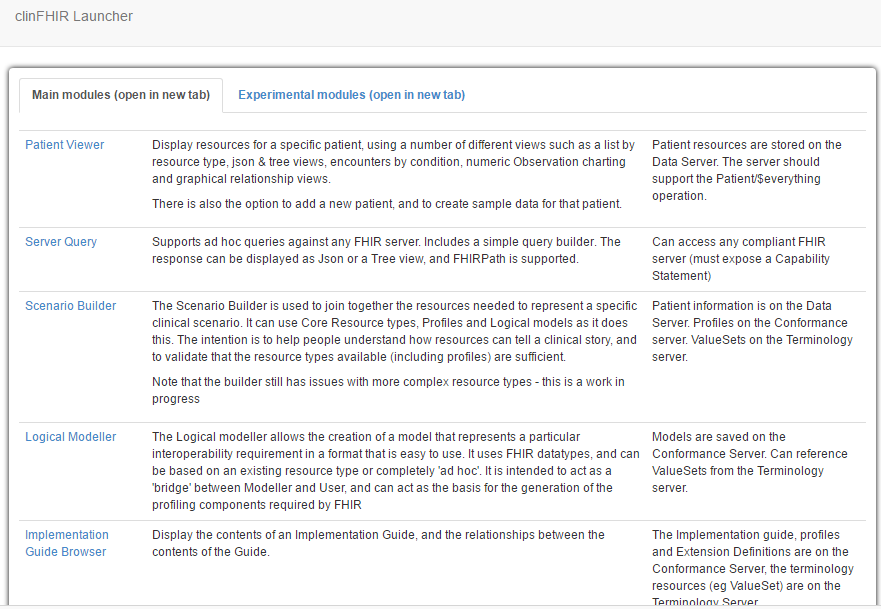 clinFHIR Launcher
Main modules (open in new tab)
Experimental modules (open in new tab)
Patient Viewer
Display resources for a specific patient, using a number of different views such as a list by
resource type, json & tree views, encounters by condition, numeric Observation charting
and graphical relationship views.
There is also the option to add a new patient, and to create sample data for that patient.
Patient resources are stored on the
Data Server. The server should
support the Patient/$everything
operation.
Server Query
Supports ad hoc queries against any FHIR server. Includes a simple query builder. The
response can be displayed as Json or a Tree view, and FHIRPath is supported.
Can access any compliant FHIR
server (must expose a Capability
Statement)
Scenario Builder
The Scenario Builder is used to join together the resources needed to represent a specific
clinical scenario. It can use Core Resource types, Profiles and Logical models as it does
this. The intention is to help people understand how resources can tell a clinical story, and
to validate that the resource types available (including profiles) are sufficient.
Note that the builder still has issues with more complex resource types - this is a work in
progress
Patient information is on the Data
Server. Profiles on the Conformance
server. ValueSets on the Terminology
server.
Logical Modeller
The Logical modeller allows the creation of a model that represents a particular
interoperability requirement in a format that is easy to use. It uses FHIR datatypes, and can
be based on an existing resource type or completely 'ad hoc'. It is intended to act as a
'bridge' between Modeller and User, and can act as the basis for the generation of the
profiling components required by FHIR
Models are saved on the
Conformance Server. Can reference
ValueSets from the Terminology
server.
Implementation
Guide Browser
Display the contents of an Implementation Guide, and the relationships between the
contents of the Guide.
The Implementation guide, profiles
and Extension Definitions are on the
Conformance Server, the terminology
resources (eg ValueSet) are on the
Terminology Server